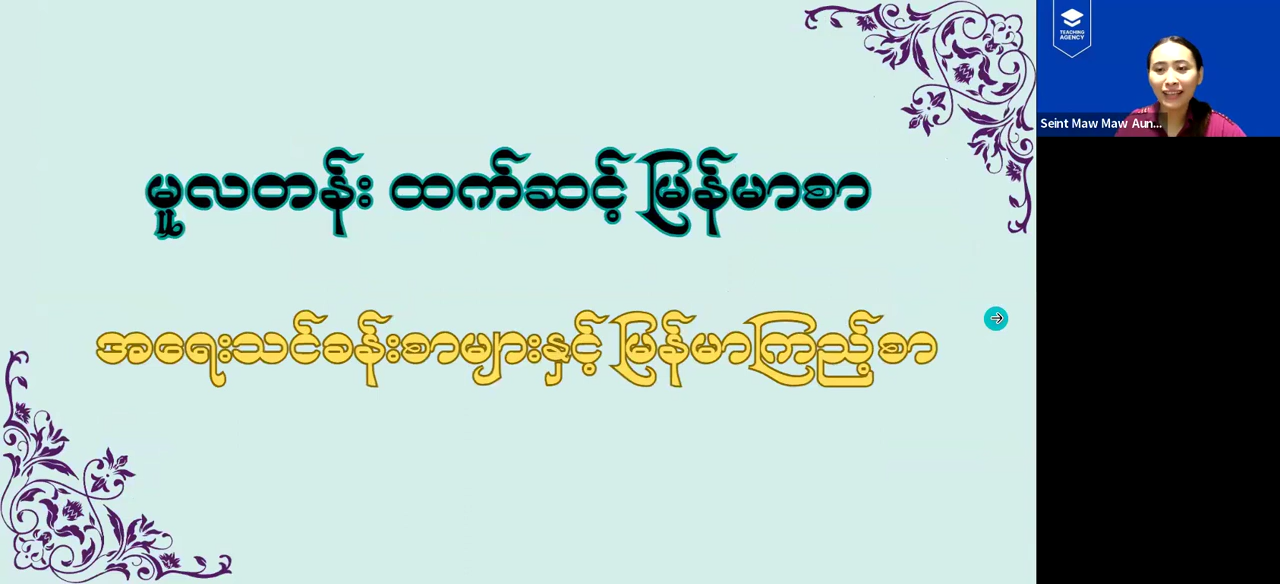 မူလတန်း ထက်ဆင့် မြန်မာစာ
အရေးသင်ခန်းစာများနှင့် မြန်မာကြည့်စာ
TEACHING
AGENCY
Seint Maw Maw Aun...